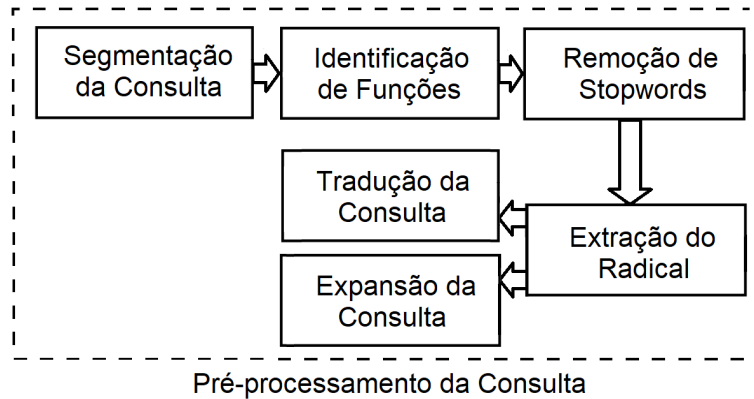 Segmentação
da Consulta
Identificação
de Funções
Remoção de
Stopwords
Tradução da
Consulta
Extração do
Radical
Expansão da
Consulta
Pré-processamento da Consulta